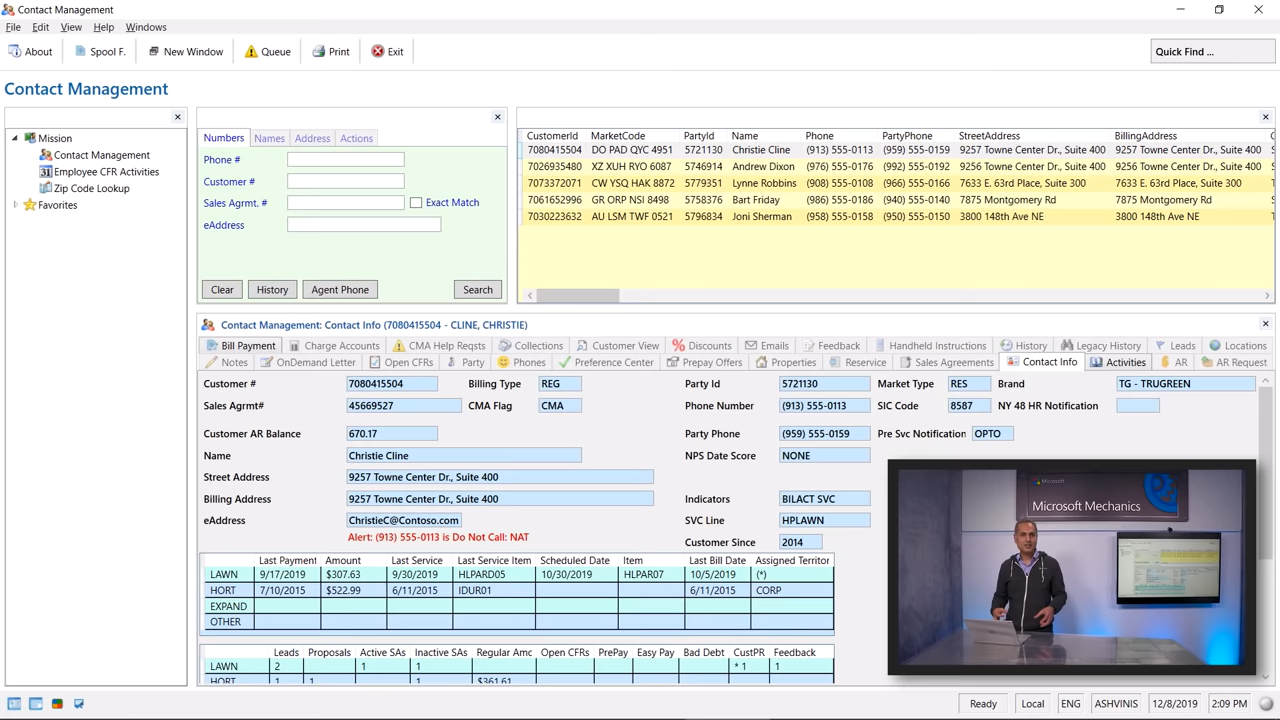 Contact Management
File Edit View Help Windows
About Spool F. New Window Queue Print Exit Quick Find ...
Contact Management
Mission
Contact Management
Employee CFR Activities
Zip Code Lookup
Favorites
Numbers Names Address Actions
Phone #
Customer #
Sales Agrmt. # Exact Match
eAddress
Clear History Agent Phone Search
CustomerId MarketCode PartyId Name Phone PartyPhone StreetAddress BillingAddress
7080415504 DO PAD QYC 4951 5721130 Christie Cline (913) 555-0113 (959) 555-0159 9257 Towne Center Dr., Suite 400 9257 Towne Center Dr., Suite 400
7026935480 XZ XUH RYO 6087 5746914 Andrew Dixon (976) 555-0176 (992) 555-0192 9256 Towne Center Dr., Suite 400 9256 Towne Center Dr., Suite 400
7073372071 CW YSQ HAK 8872 5779351 Lynne Robbins (908) 555-0108 (966) 555-0166 7633 E. 63rd Place, Suite 300 7633 E. 63rd Place, Suite 300
7061652996 GR ORP NSI 8498 5758376 Bart Friday (986) 555-0186 (940) 555-0140 7875 Montgomery Rd 7875 Montgomery Rd
7030223632 AU LSM TWF 0521 5796834 Joni Sherman (958) 555-0158 (950) 555-0150 3800 148th Ave NE 3800 148th Ave NE
Contact Management: Contact Info (7080415504 - CLINE, CHRISTIE)
Bill Payment Charge Accounts CMA Help Reqsts Collections Customer View Discounts Emails Feedback Handheld Instructions History Legacy History Leads Locations
Notes OnDemand Letter Open CFRs Party Phones Preference Center Prepay Offers Properties Reservice Sales Agreements Contact Info Activities AR AR Request
Customer # 7080415504 Billing Type REG Party Id 5721130 Market Type RES Brand TG - TRUGREEN
Sales Agrmt# 45669527 CMA Flag CMA Phone Number (913) 555-0113 SIC Code 8587 NY 48 HR Notification
Customer AR Balance 670.17 Party Phone (959) 555-0159 Pre Svc Notification OPTO
Name Christie Cline NPS Date Score NONE
Street Address 9257 Towne Center Dr., Suite 400
Billing Address 9257 Towne Center Dr., Suite 400 Indicators BILACT SVC
eAddress ChristieC@Contoso.com SVC Line HPLAWN
Alert: (913) 555-0113 is Do Not Call: NAT Customer Since 2014
Last Payment Amount Last Service Last Service Item Scheduled Date Item Last Bill Date Assigned Territor
LAWN 9/17/2019 $307.63 9/30/2019 HLPARD05 10/30/2019 HLPAR07 10/5/2019 (*)
HORT 7/10/2015 $522.99 6/11/2015 IDUR01 6/11/2015 CORP
EXPAND
OTHER
Leads Proposals Active SAs Inactive SAs Regular Amc Open CFRs PrePay Easy Pay Bad Debt CustPR Feedback
LAWN 2 1 1 * 1 1
HORT 1 1 $361.61
Microsoft
Microsoft Mechanics
Ready Local ENG ASHVINIS 12/8/2019 2:09 PM